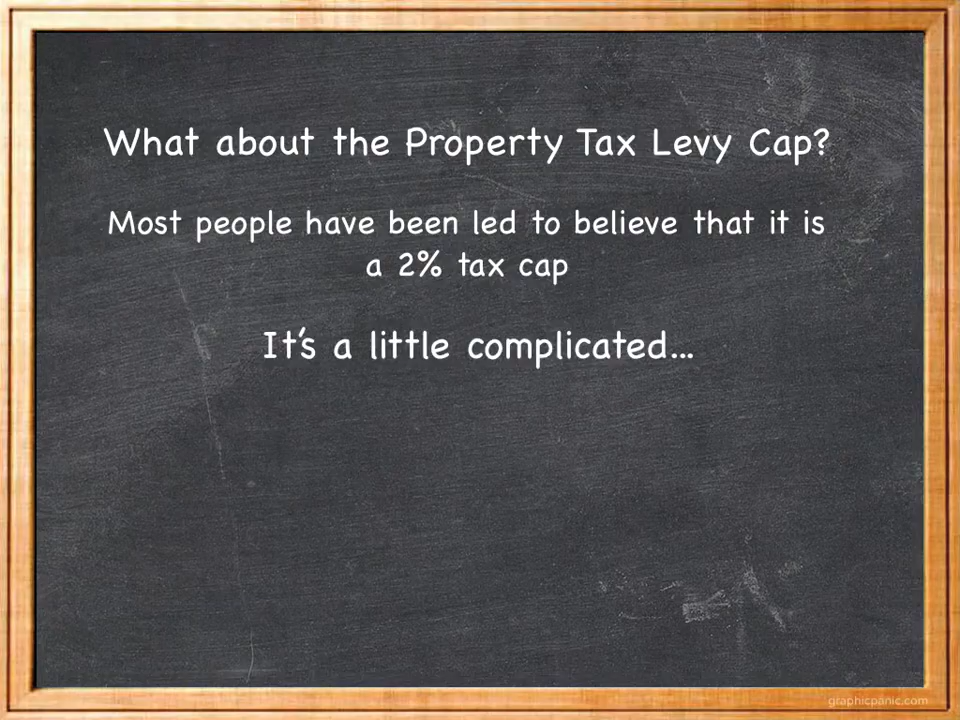 What about the Property Tax Levy Cap?
Most people have been led to believe that it is
a 2% tax cap
It's a little complicated...
graphicpanic.com